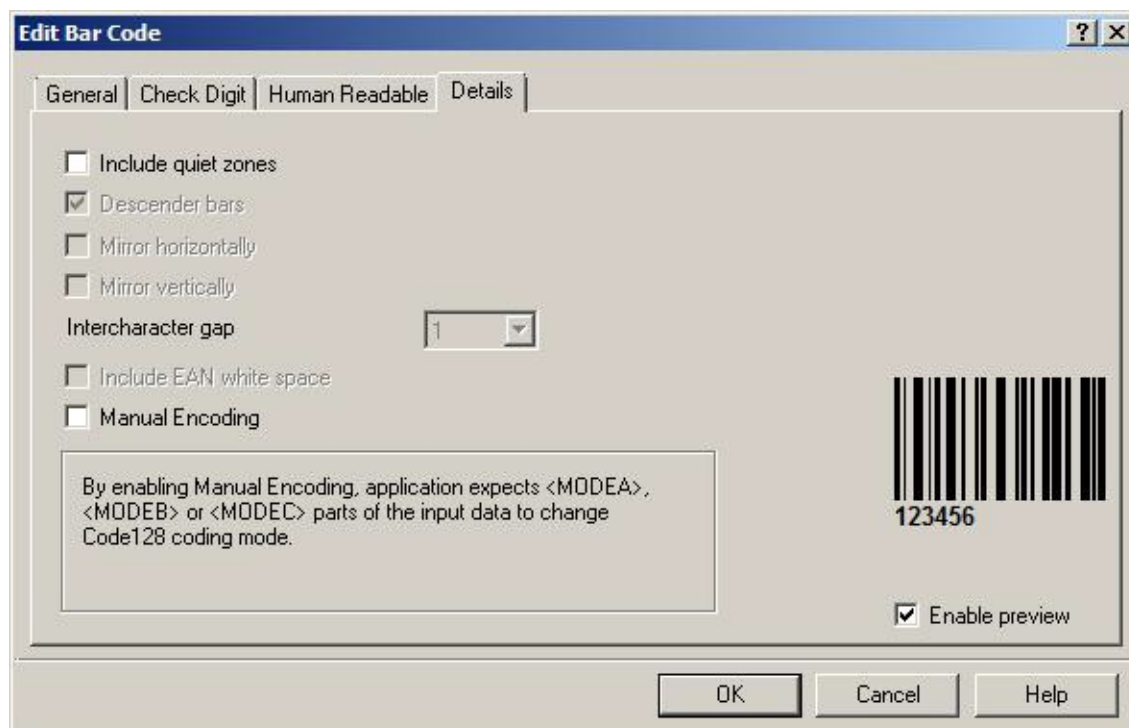 Edit Bar Code
General Check Digit Human Readable Details
Include quiet zones
Descender bars
Mirror horizontally
Mirror vertically
Intercharacter gap 1
Include EAN white space
Manual Encoding
By enabling Manual Encoding, application expects <MODEA>,
<MODEB> or <MODEC> parts of the input data to change
Code128 coding mode.
123456
Enable preview
OK Cancel Help